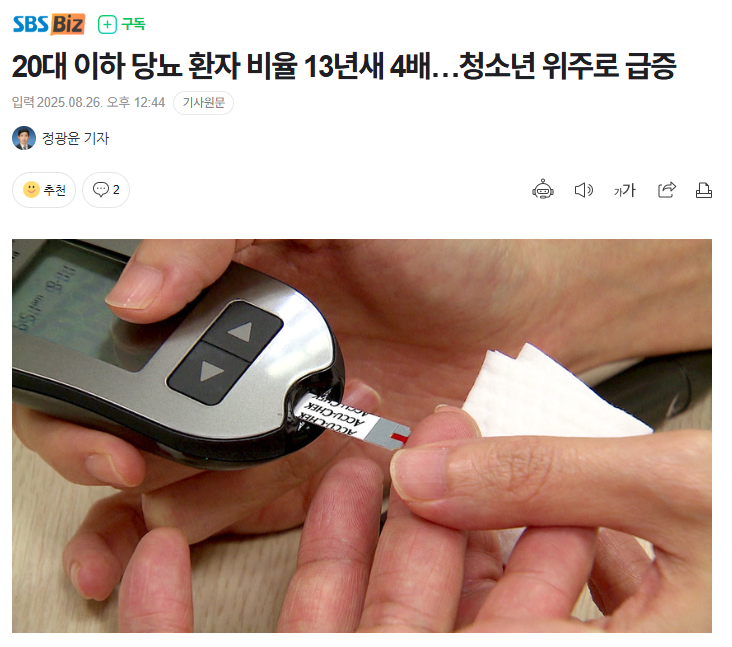 SBS Biz 구독
20대 이하 당뇨 환자 비율 13년새 4배…청소년 위주로 급증
입력 2025.08.26. 오후 12:44 기사원문
정광윤 기자
추천 2 가가
ACCU-CHEK
ACCU-CHEK
ACCU-CHEK